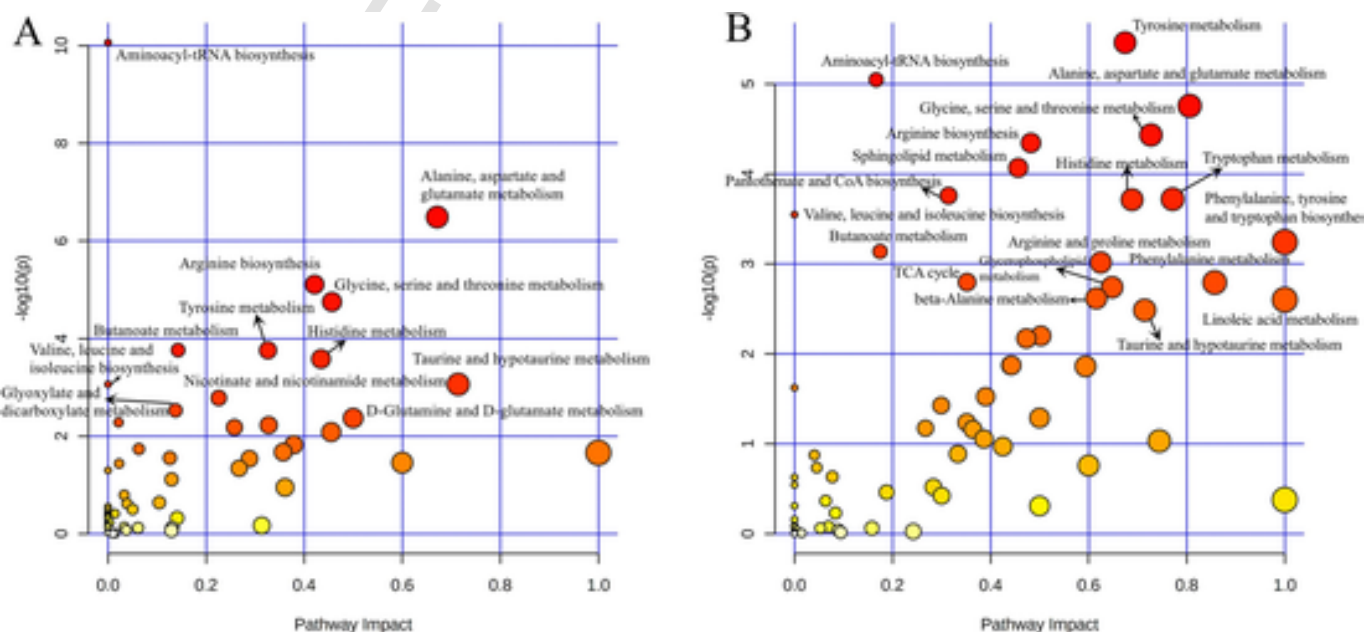 A
Aminoacyl-tRNA biosynthesis
Alanine, aspartate and
glutamate metabolism
Arginine biosynthesis
Glycine, serine and threonine metabolism
Tyrosine metabolism
Butanoate metabolism
Histidine metabolism
Valine, leucine and
isoleucine biosynthesis
Taurine and hypotaurine metabolism
Nicotinate and nicotinamide metabolism
Glyoxylate and
dicarboxylate metabolism
D-Glutamine and D-glutamate metabolism
-log10(p)
10
8
6
4
2
0
0.0 0.2 0.4 0.6 0.8 1.0
Pathway Impact
B
Tyrosine metabolism
Aminoacyl-tRNA biosynthesis
Alanine, aspartate and glutamate metabolism
Glycine, serine and threonine metabolism
Arginine biosynthesis
Sphingolipid metabolism
Histidine metabolism
Tryptophan metabolism
Pantothenate and CoA biosynthesis
Phenylalanine, tyrosine
and tryptophan biosynthes
Valine, leucine and isoleucine biosynthesis
Butanoate metabolism
Arginine and proline metabolism
Glycerophospholipid
metabolism
Phenylalanine metabolism
TCA cycle
beta-Alanine metabolism
Linoleic acid metabolism
Taurine and hypotaurine metabolism
-log10(p)
5
4
3
2
1
0
0.0 0.2 0.4 0.6 0.8 1.0
Pathway Impact